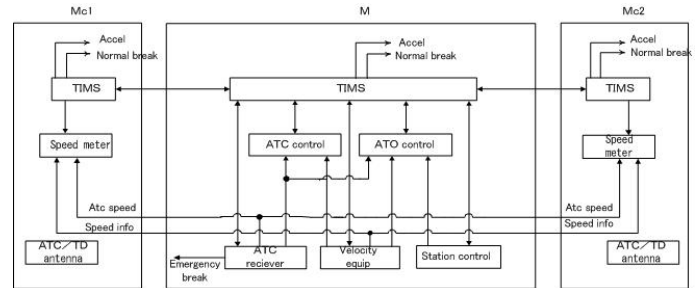 Mc1
M
Mc2
Accel
Normal break
Accel
Normal break
Accel
Normal break
TIMS
TIMS
TIMS
Speed meter
ATC control
ATO control
Speed
meter
Atc speed
Speed info
Atc speed
Speed info
ATC／TD
antenna
Emergency
break
ATC
reciever
Velocity
equip
Station control
ATC／TD
antenna